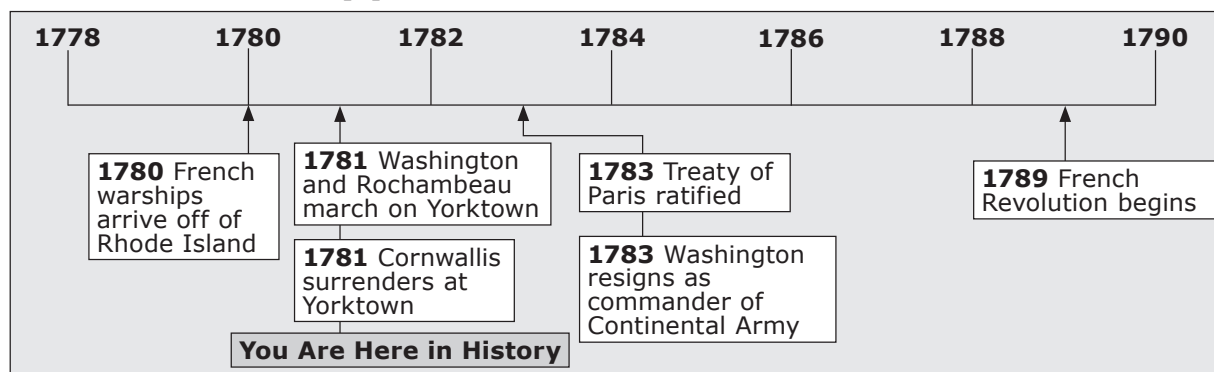 1778 1780 1782 1784 1786 1788 1790
1780 French
warships
arrive off of
Rhode Island
1781 Washington
and Rochambeau
march on Yorktown
1781 Cornwallis
surrenders at
Yorktown
You Are Here in History
1783 Treaty of
Paris ratified
1783 Washington
resigns as
commander of
Continental Army
1789 French
Revolution begins